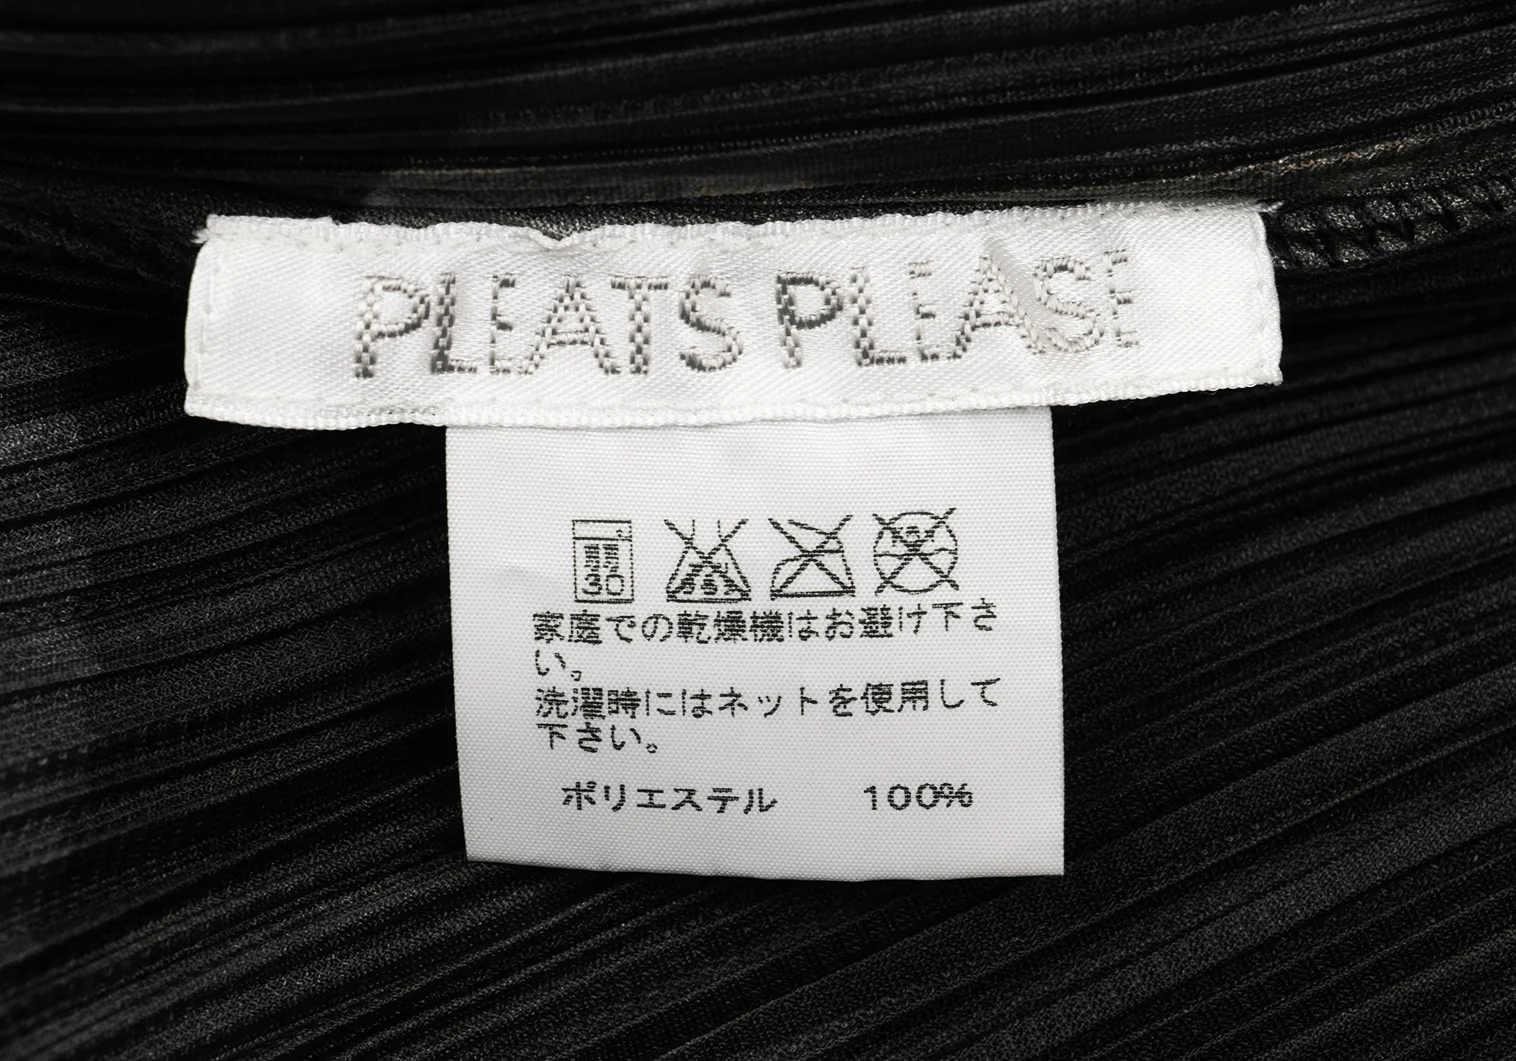 PLEATS PLEASE
弱
30
家庭での乾燥機はお避け下さ
い。
洗濯時にはネットを使用して
下さい。
ポリエステル 100%